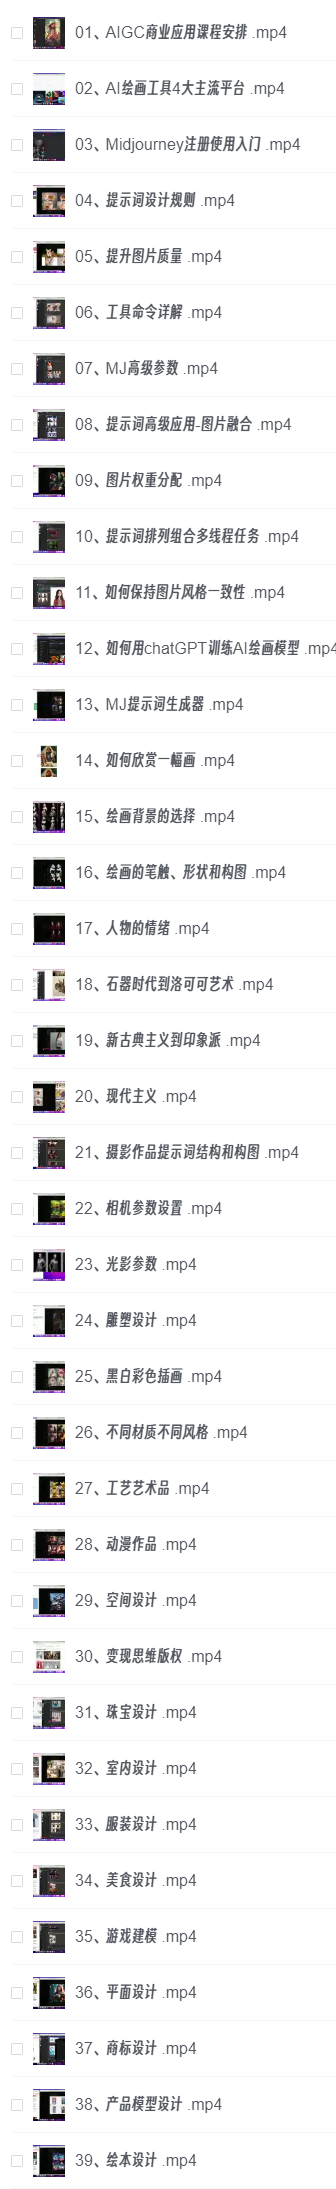 01、AIGC商业应用课程安排 .mp4
02、AI绘画工具4大主流平台 .mp4
03、Midjourney注册使用入门 .mp4
04、提示词设计规则 .mp4
05、提升图片质量 .mp4
06、工具命令详解 .mp4
07、MJ高级参数 .mp4
08、提示词高级应用-图片融合 .mp4
09、图片权重分配 .mp4
10、提示词排列组合多线程任务 .mp4
11、如何保持图片风格一致性 .mp4
12、如何用chatGPT训练AI绘画模型 .mp4
13、MJ提示词生成器 .mp4
14、如何欣赏一幅画 .mp4
15、绘画背景的选择 .mp4
16、绘画的笔触、形状和构图 .mp4
17、人物的情绪 .mp4
18、石器时代到洛可可艺术 .mp4
19、新古典主义到印象派 .mp4
20、现代主义 .mp4
21、摄影作品提示词结构和构图 .mp4
22、相机参数设置 .mp4
23、光影参数 .mp4
24、雕塑设计 .mp4
25、黑白彩色插画 .mp4
26、不同材质不同风格 .mp4
27、工艺艺术品 .mp4
28、动漫作品 .mp4
29、空间设计 .mp4
30、变现思维版权 .mp4
31、珠宝设计 .mp4
32、室内设计 .mp4
33、服装设计 .mp4
34、美食设计 .mp4
35、游戏建模 .mp4
36、平面设计 .mp4
37、商标设计 .mp4
38、产品模型设计 .mp4
39、绘本设计 .mp4